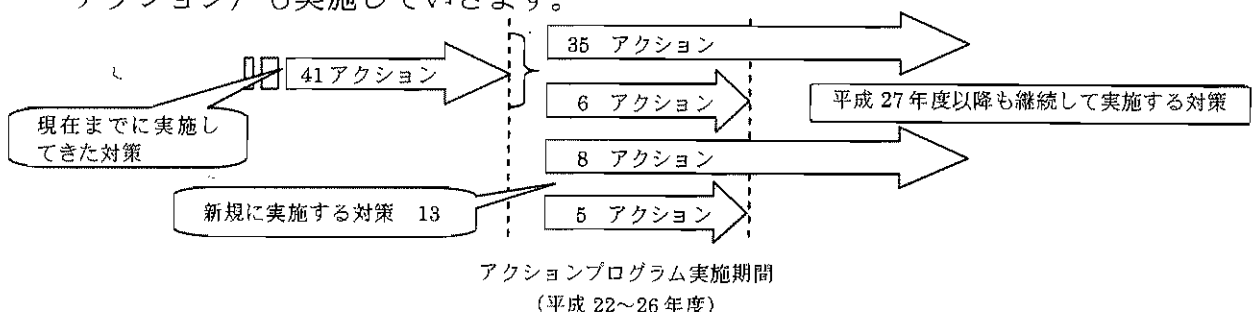 アクション）も実施していきます。
35 アクション
41アクション
6 アクション
平成 27 年度以降も継続して実施する対策
現在までに実施し
てきた対策
8 アクション
新規に実施する対策 13
5 アクション
アクションプログラム実施期間
（平成 22～26 年度）